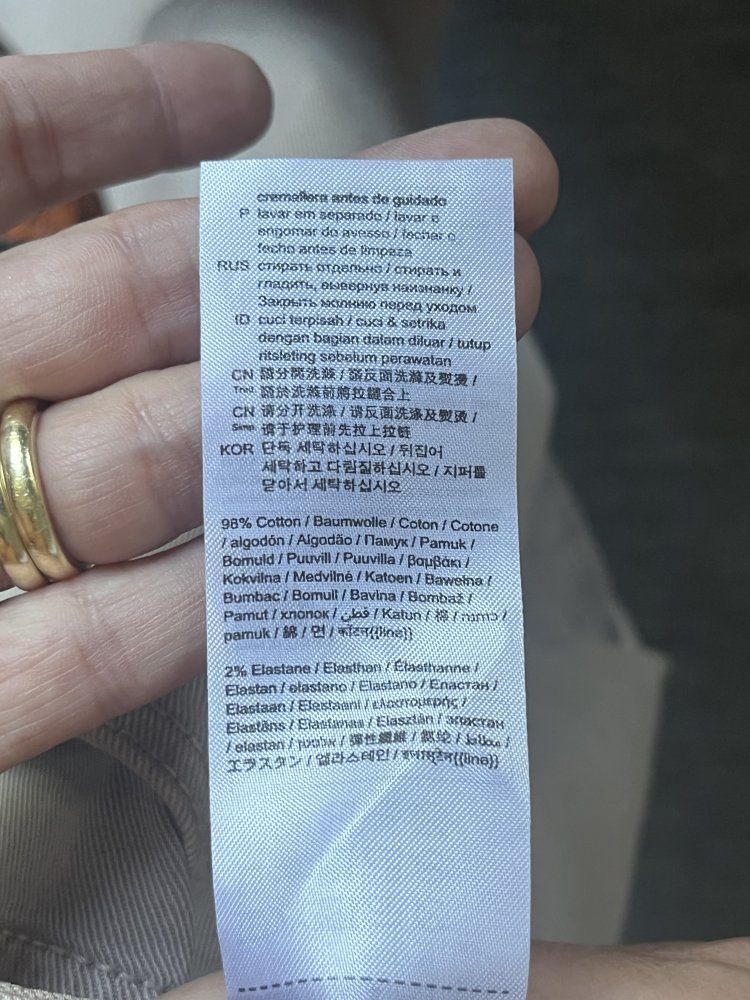 cremallera antes de guidado
P lavar em separado / lavar e
engomar do avesso / fechar o
fecho antes de limpeza
RUS стирать отдельно / стирать и
гладить, вывернув наизнанку /
Закрыть молнию перед уходом
ID cuci terpisah / cuci & setrika
dengan bagian dalam diluar / tutup
ritsleting sebelum perawatan
CN 請分開洗滌 / 請反面洗滌及熨燙 /
Trad. 請於洗滌前將拉鏈合上
CN 请分开洗涤 / 请反面洗涤及熨烫 /
Simp. 请于护理前先拉上拉链
KOR 단독 세탁하십시오 / 뒤집어
세탁하고 다림질하십시오 / 지퍼를
닫아서 세탁하십시오
98% Cotton / Baumwolle / Coton / Cotone
/ algodón / Algodão / Памук / Pamuk /
Bomuld / Puuvill / Puuvilla / βαμβάκι /
Kokvilna / Medvilnė / Katoen / Bawełna /
Bumbac / Bomull / Bavlna / Bombaž /
Pamut / хлопок / قطن / Katun / 棉 / כותנה /
pamuk / 綿 / 면 / कॉटन{{line}}
2% Elastane / Elasthan / Élasthanne /
Elastan / elastano / Elastano / Еластан /
Elastaan / Elastaani / ελαστομερής /
Elastāns / Elastanas / Elasztán / эластан
/ elastan / אלסטן / 彈性纖維 / 氨纶 / مطاط /
エラスタン / 엘라스테인 / {{line}}